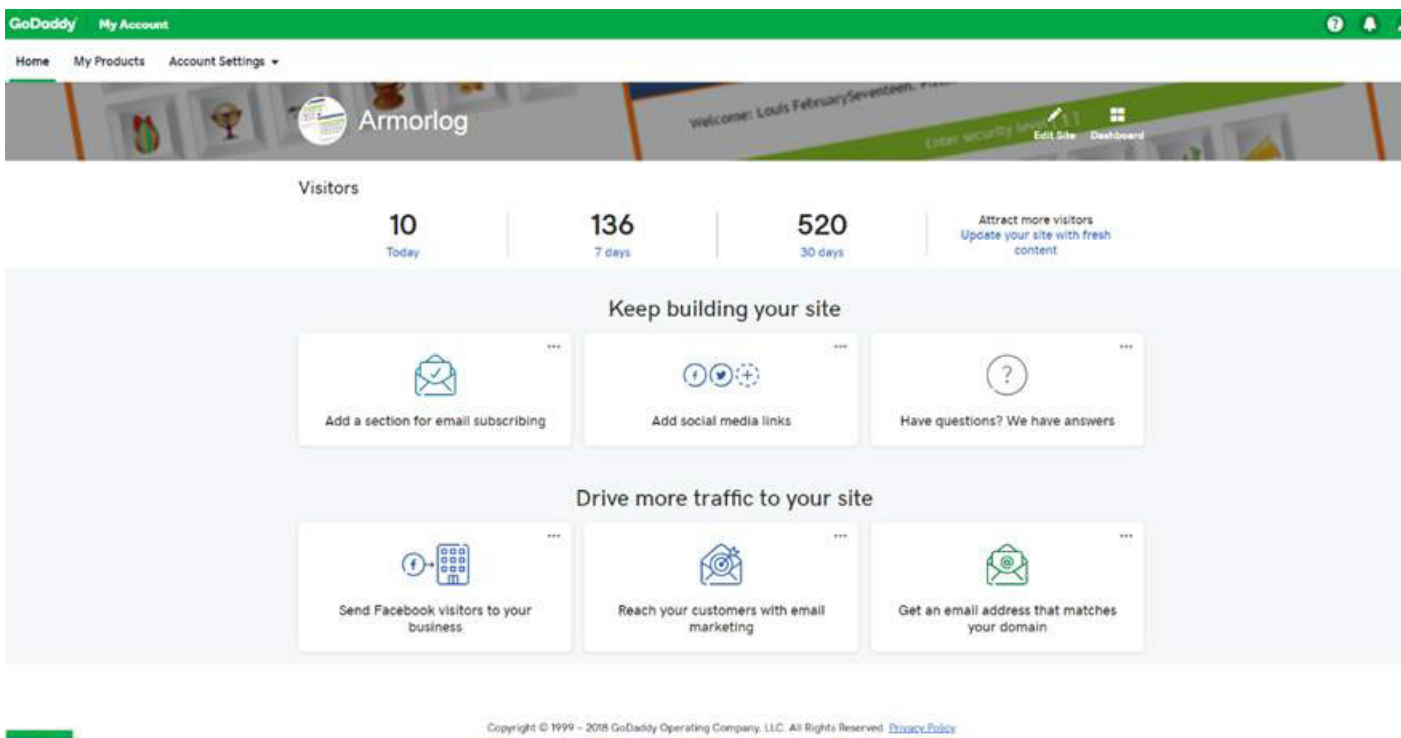 GoDaddy My Account
?
Home My Products Account Settings
Armorlog
Welcome: Louis FebruarySeventeen.
Enter security level [ 3 ]
Edit Site Dashboard
Visitors
10 136 520
Today 7 days 30 days
Attract more visitors
Update your site with fresh
content
Keep building your site
Add a section for email subscribing
Add social media links
?
Have questions? We have answers
Drive more traffic to your site
Send Facebook visitors to your
business
Reach your customers with email
marketing
Get an email address that matches
your domain
Copyright © 1999 – 2018 GoDaddy Operating Company, LLC. All Rights Reserved. Privacy Policy